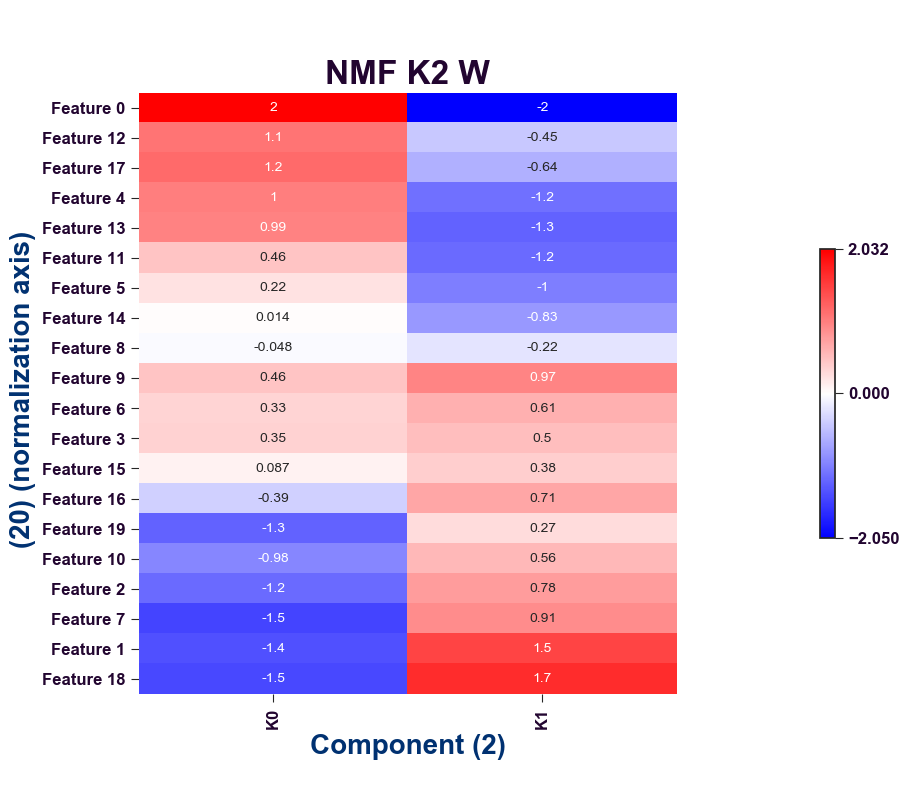 NMF K2 W
Feature 0 2 -2
Feature 12 1.1 -0.45
Feature 17 1.2 -0.64
Feature 4 1 -1.2
Feature 13 0.99 -1.3
Feature 11 0.46 -1.2
Feature 5 0.22 -1
Feature 14 0.014 -0.83
Feature 8 -0.048 -0.22
Feature 9 0.46 0.97
Feature 6 0.33 0.61
Feature 3 0.35 0.5
Feature 15 0.087 0.38
Feature 16 -0.39 0.71
Feature 19 -1.3 0.27
Feature 10 -0.98 0.56
Feature 2 -1.2 0.78
Feature 7 -1.5 0.91
Feature 1 -1.4 1.5
Feature 18 -1.5 1.7
K0 K1
Component (2)
(20) (normalization axis)
2.032
0.000
−2.050